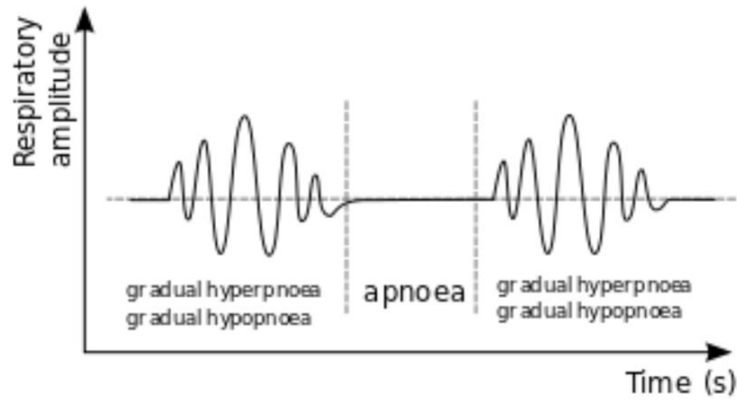 Respiratory
amplitude
gradual hyperpnoea
gradual hypopnoea
apnoea
gradual hyperpnoea
gradual hypopnoea
Time (s)